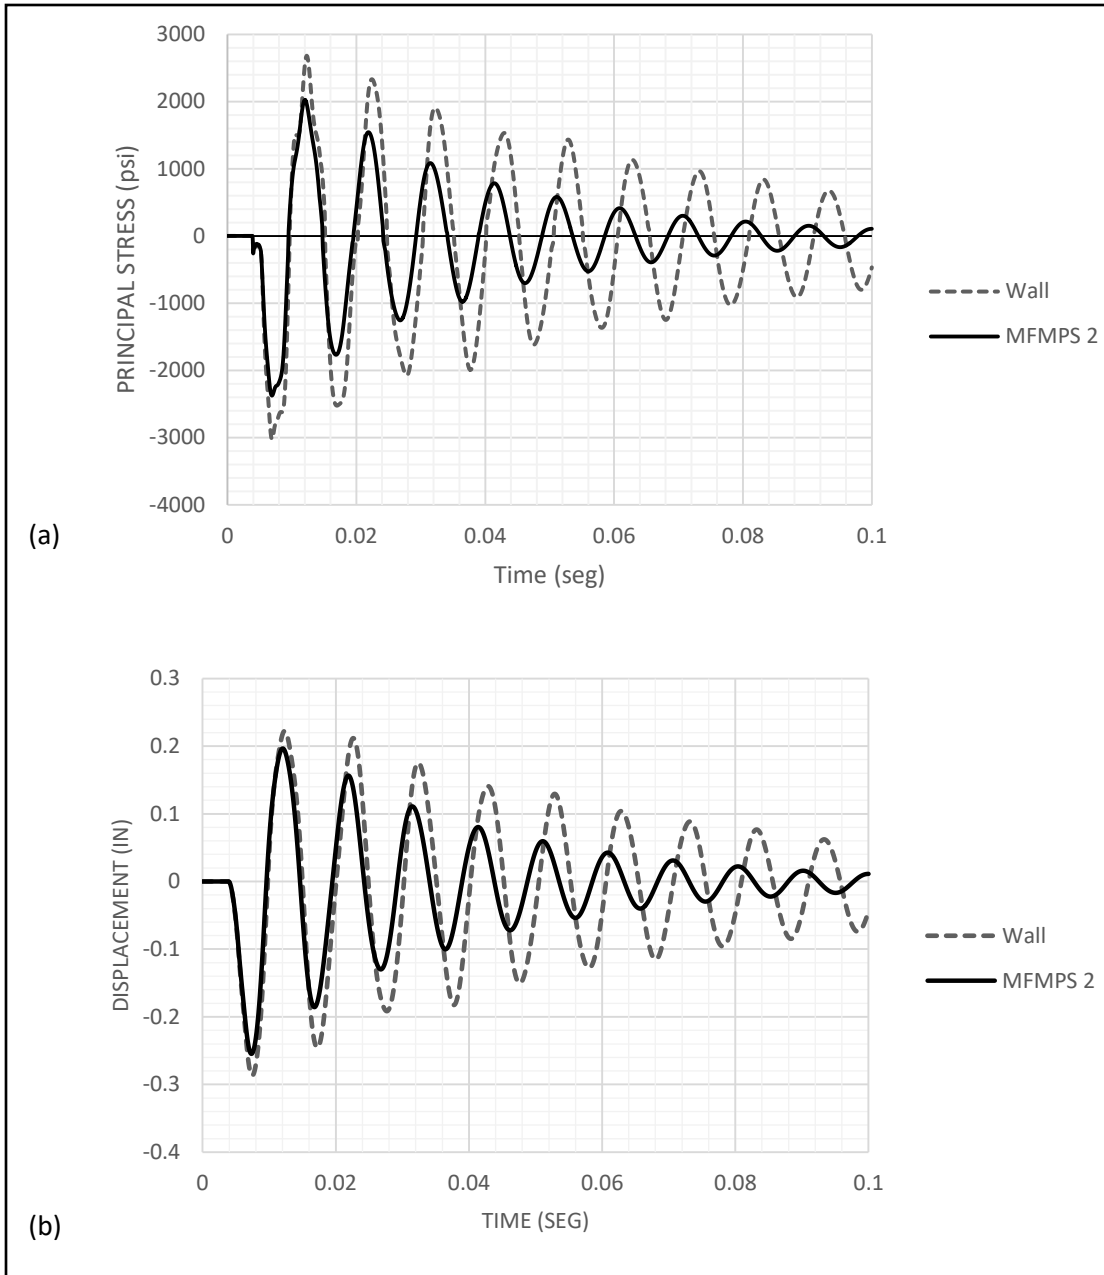 3000
2000
1000
0
-1000
-2000
-3000
-4000
PRINCIPAL STRESS (psi)
0 0.02 0.04 0.06 0.08 0.1
Time (seg)
Wall
MFMPS 2
(a)
0.3
0.2
0.1
0
-0.1
-0.2
-0.3
-0.4
DISPLACEMENT (IN)
0 0.02 0.04 0.06 0.08 0.1
TIME (SEG)
Wall
MFMPS 2
(b)